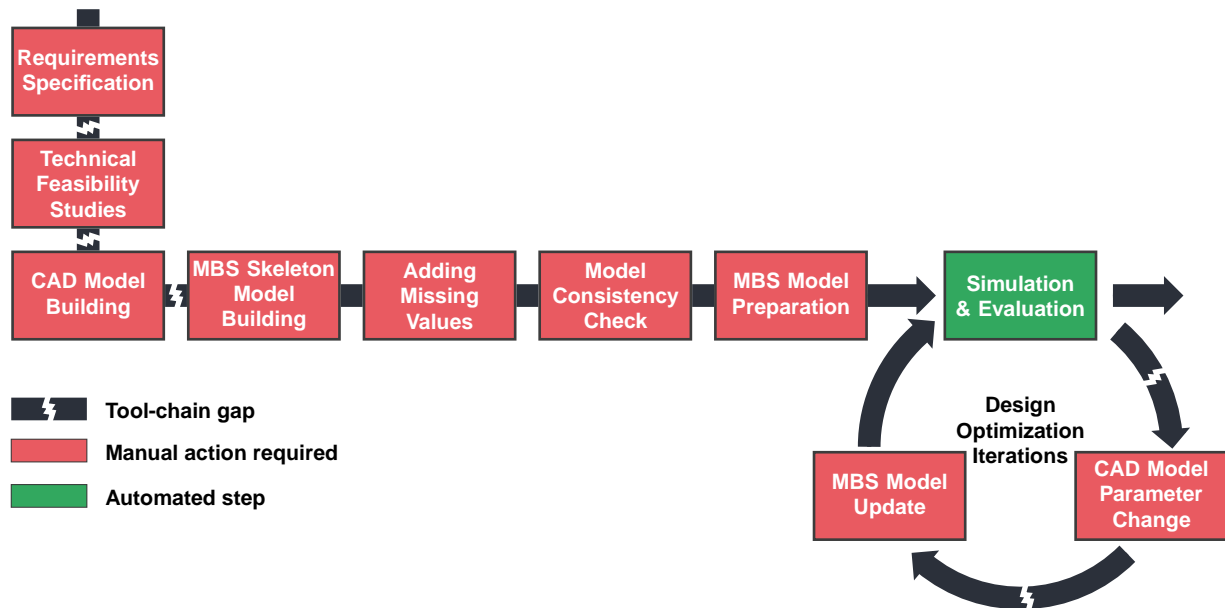 Requirements
Specification
Technical
Feasibility
Studies
CAD Model
Building
MBS Skeleton
Model
Building
Adding
Missing
Values
Model
Consistency
Check
MBS Model
Preparation
Simulation
& Evaluation
Tool-chain gap
Manual action required
Automated step
Design
Optimization
Iterations
MBS Model
Update
CAD Model
Parameter
Change